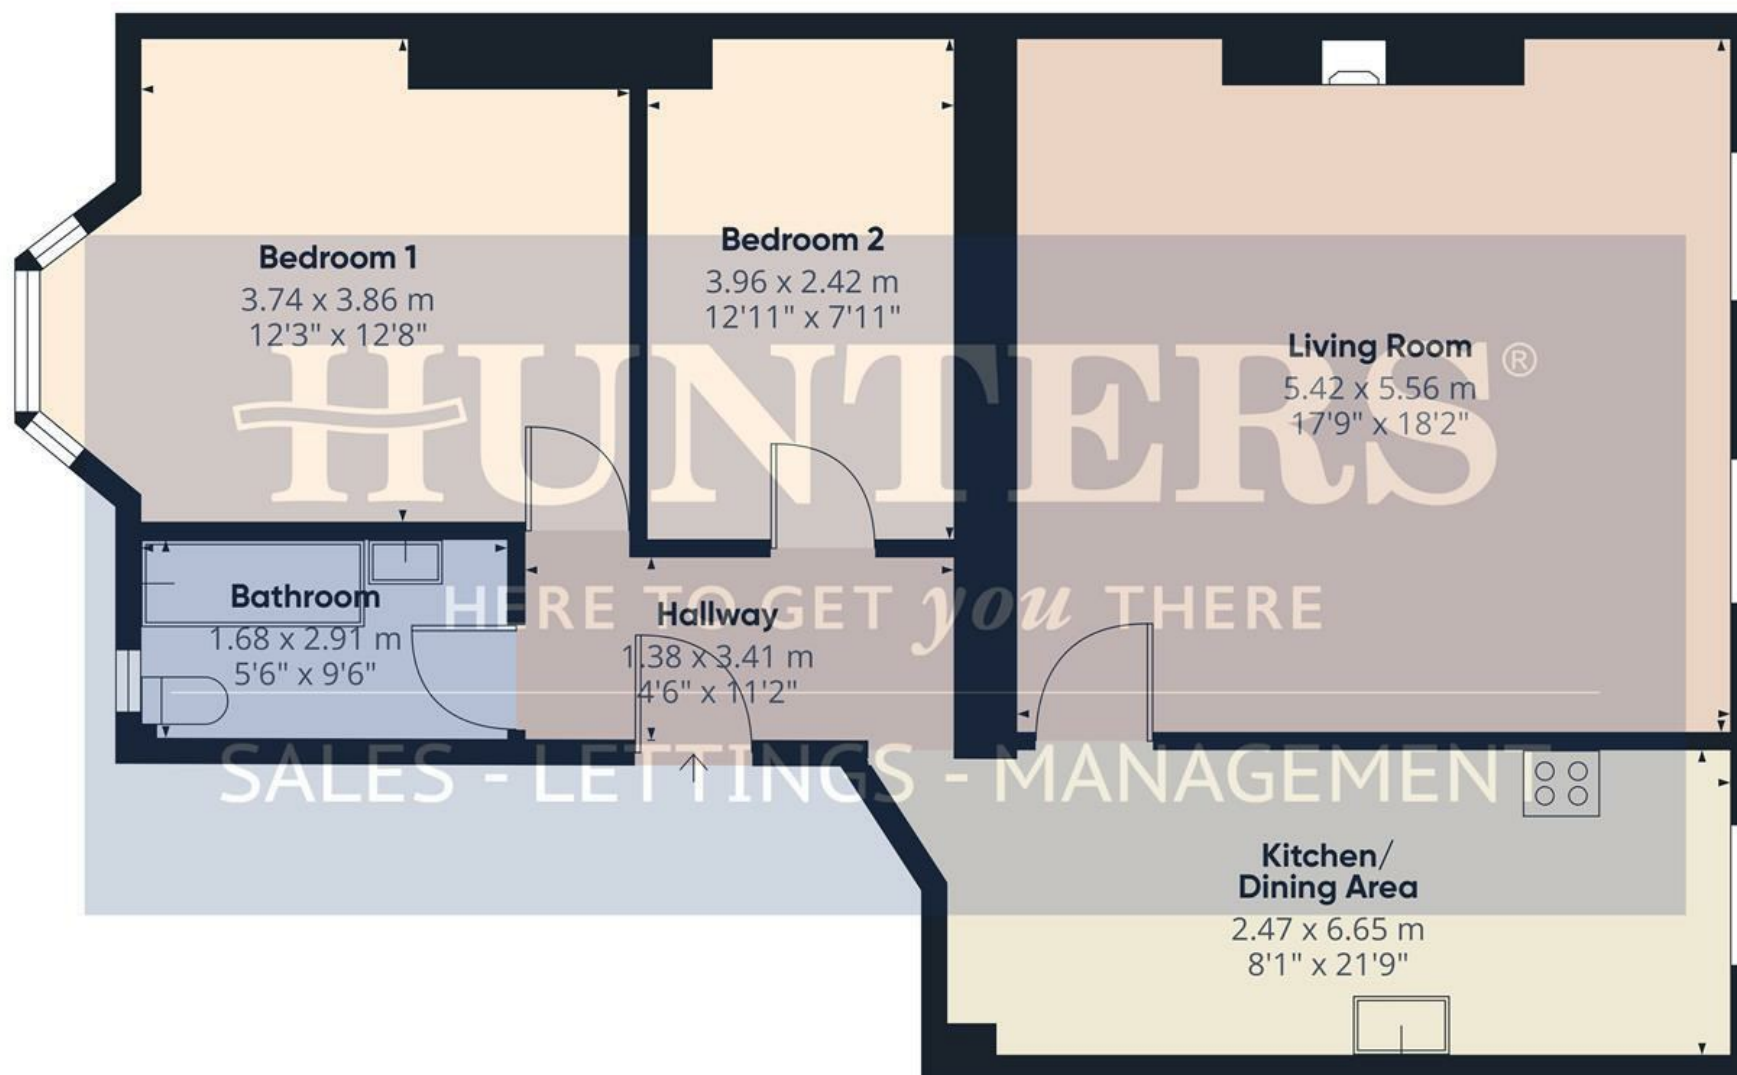 Bedroom 1
3.74 x 3.86 m
12'3" x 12'8"
Bedroom 2
3.96 x 2.42 m
12'11" x 7'11"
Living Room
5.42 x 5.56 m
17'9" x 18'2"
HUNTERS®
Bathroom
1.68 x 2.91 m
5'6" x 9'6"
Hallway
1.38 x 3.41 m
4'6" x 11'2"
HERE TO GET you THERE
SALES - LETTINGS - MANAGEMENT
Kitchen/
Dining Area
2.47 x 6.65 m
8'1" x 21'9"